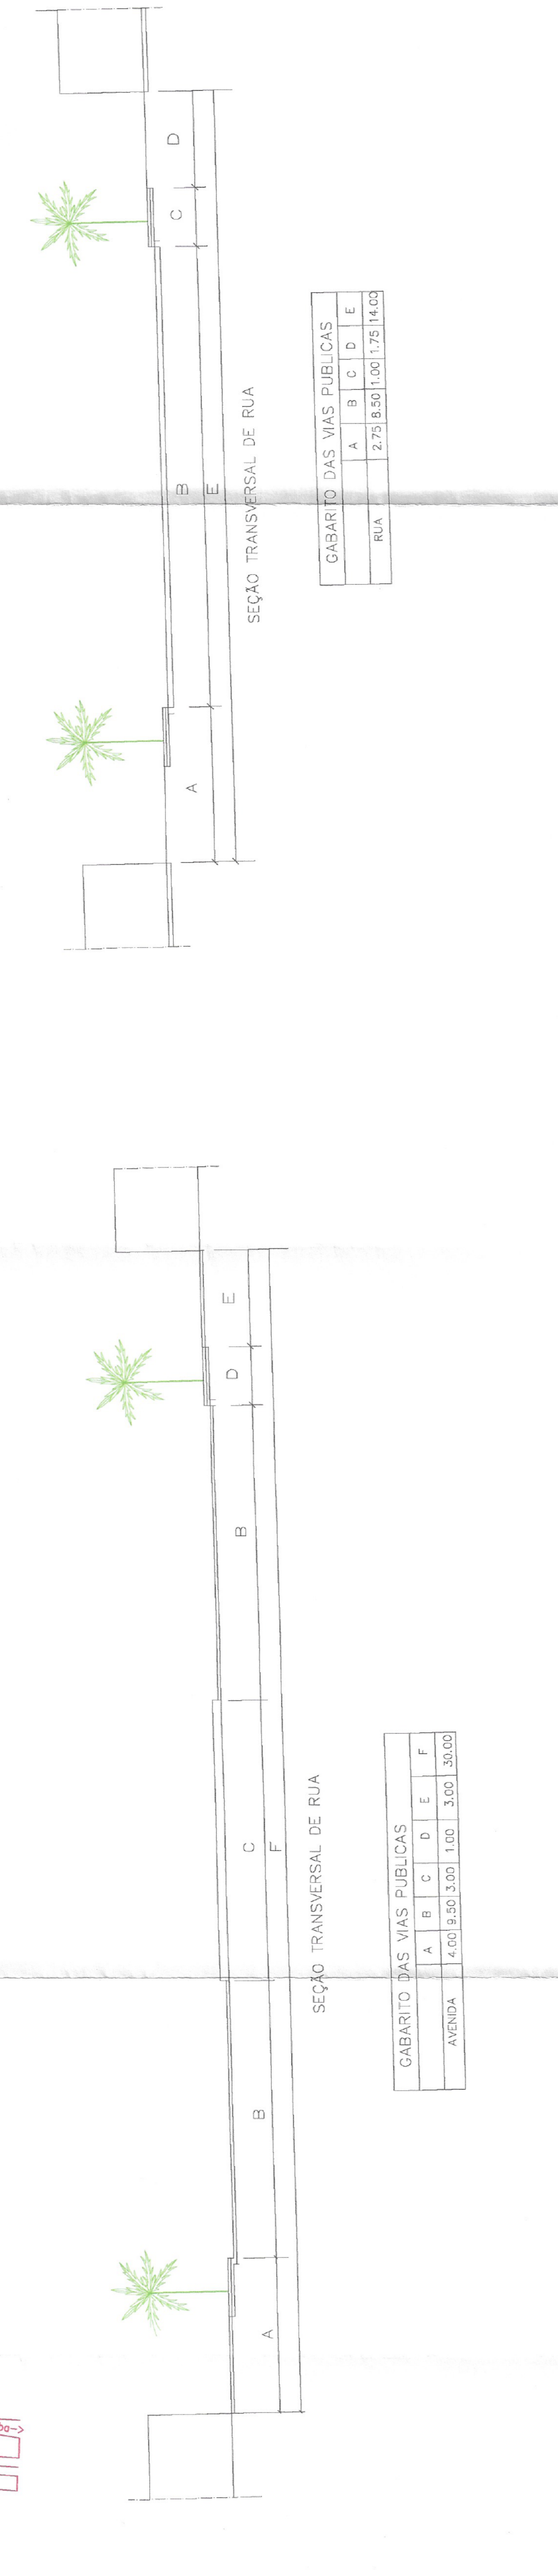 A
B
B
C
D
E
F
SEÇÃO TRANSVERSAL DE RUA
GABARITO DAS VIAS PUBLICAS
A B C D E F
AVENIDA 4.00 9.50 3.00 1.00 3.00 30.00
A
B
C
D
E
SEÇÃO TRANSVERSAL DE RUA
GABARITO DAS VIAS PUBLICAS
A B C D E
RUA 2.75 8.50 1.00 1.75 14.00